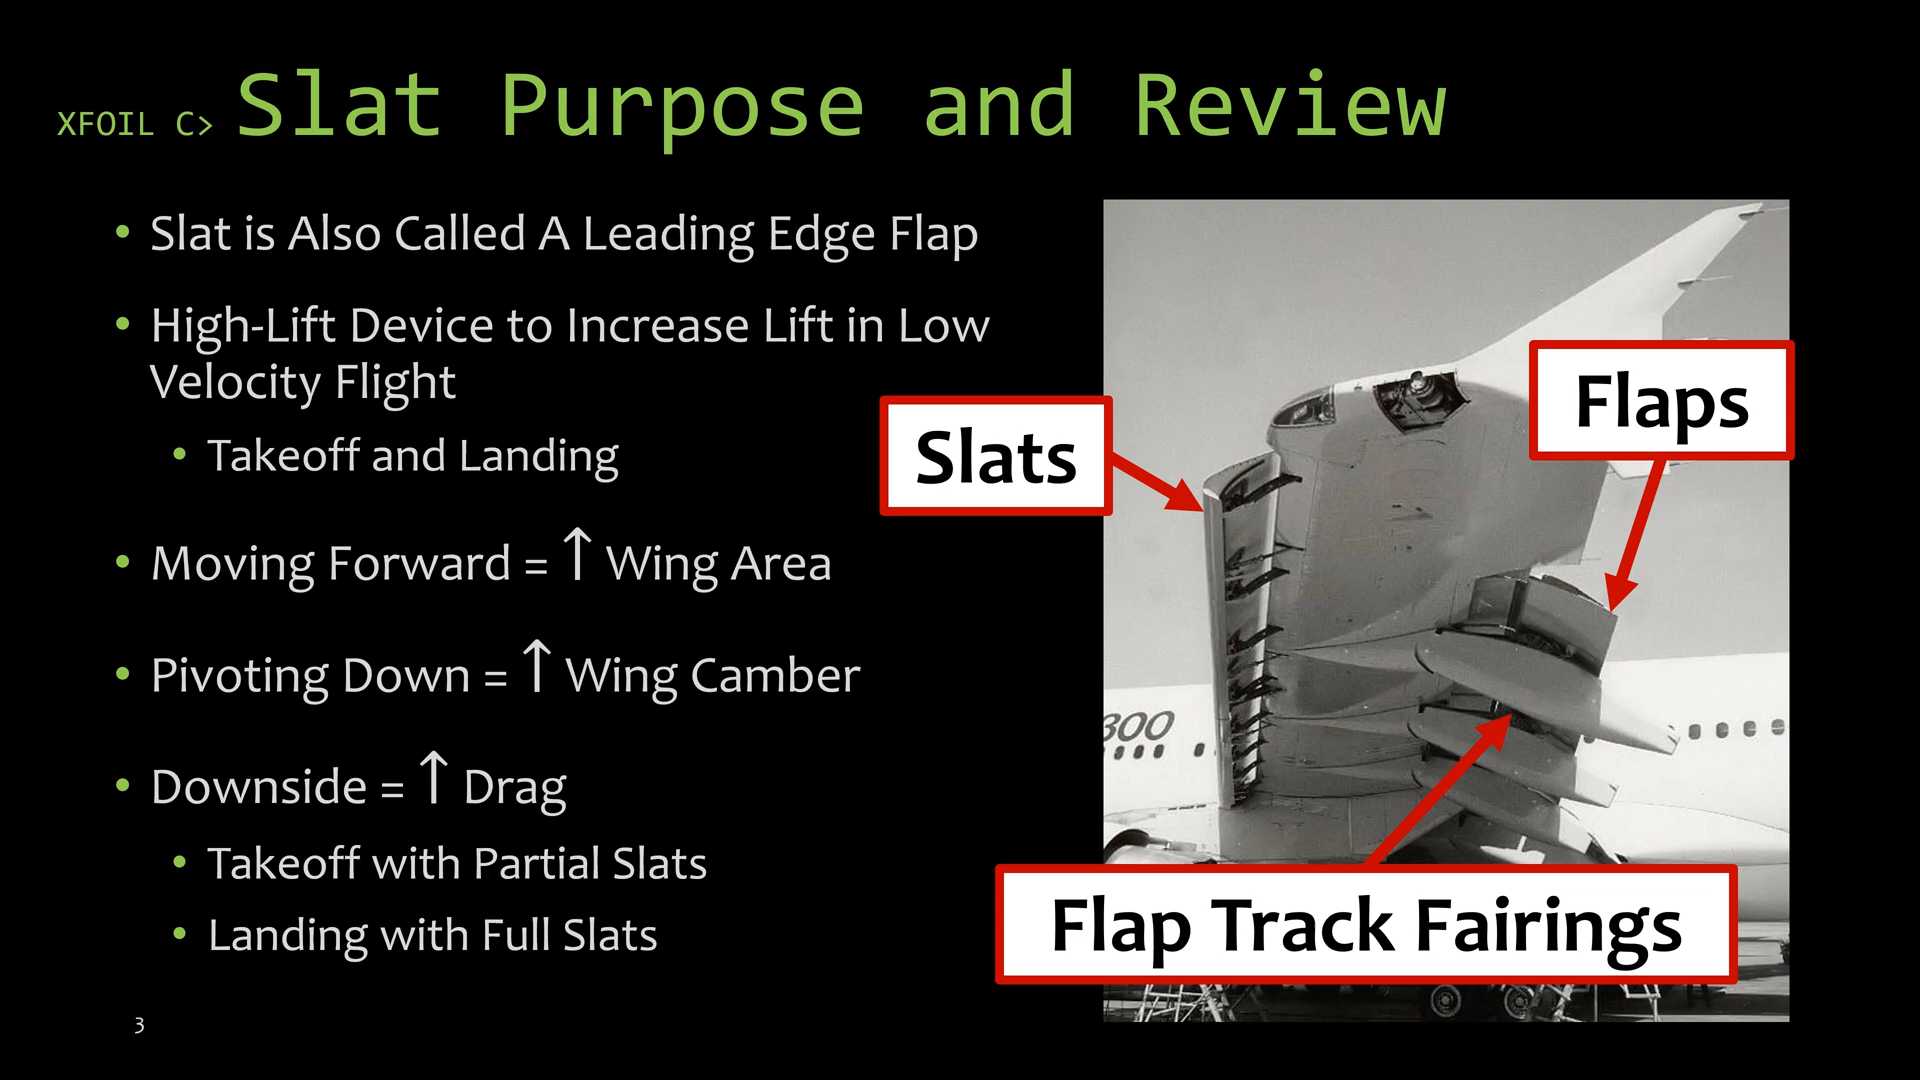 XFOIL C> Slat Purpose and Review
• Slat is Also Called A Leading Edge Flap
• High-Lift Device to Increase Lift in Low
Velocity Flight
• Takeoff and Landing
• Moving Forward = ↑ Wing Area
• Pivoting Down = ↑ Wing Camber
• Downside = ↑ Drag
• Takeoff with Partial Slats
• Landing with Full Slats
Slats
Flaps
300
Flap Track Fairings
3